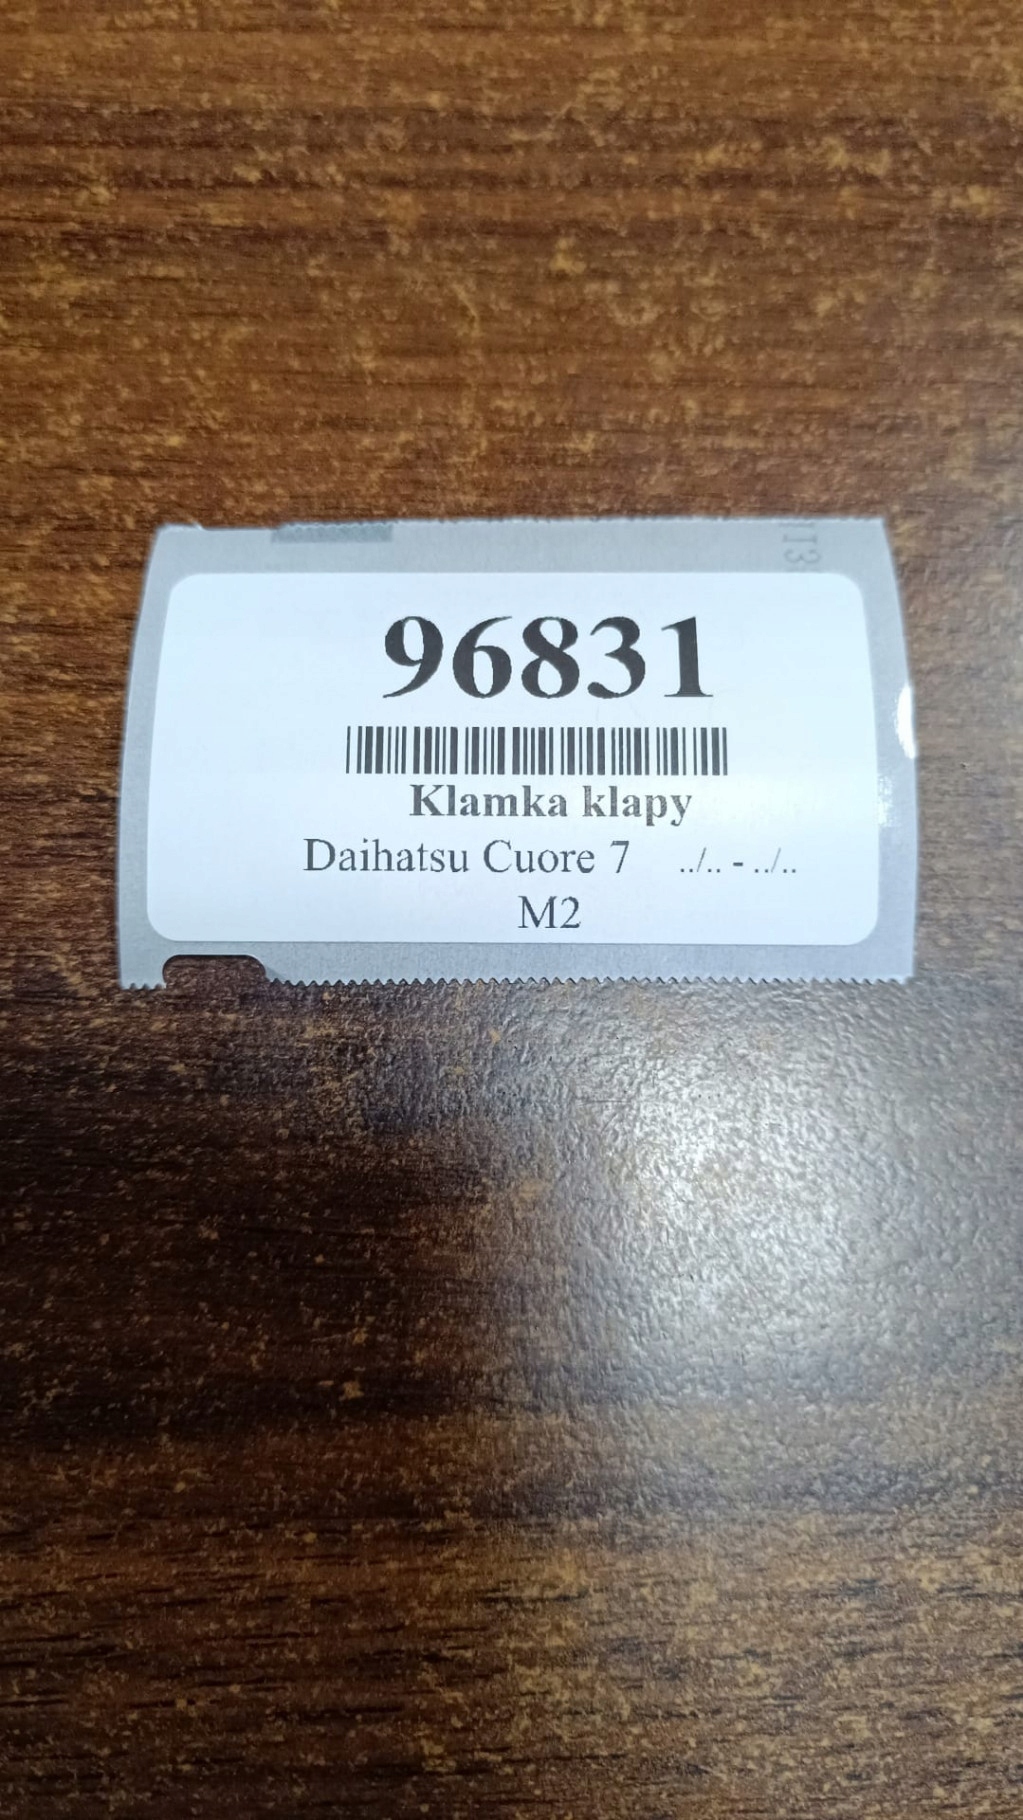 96831
Klamka klapy
Daihatsu Cuore 7 ../.. - ../..
M2